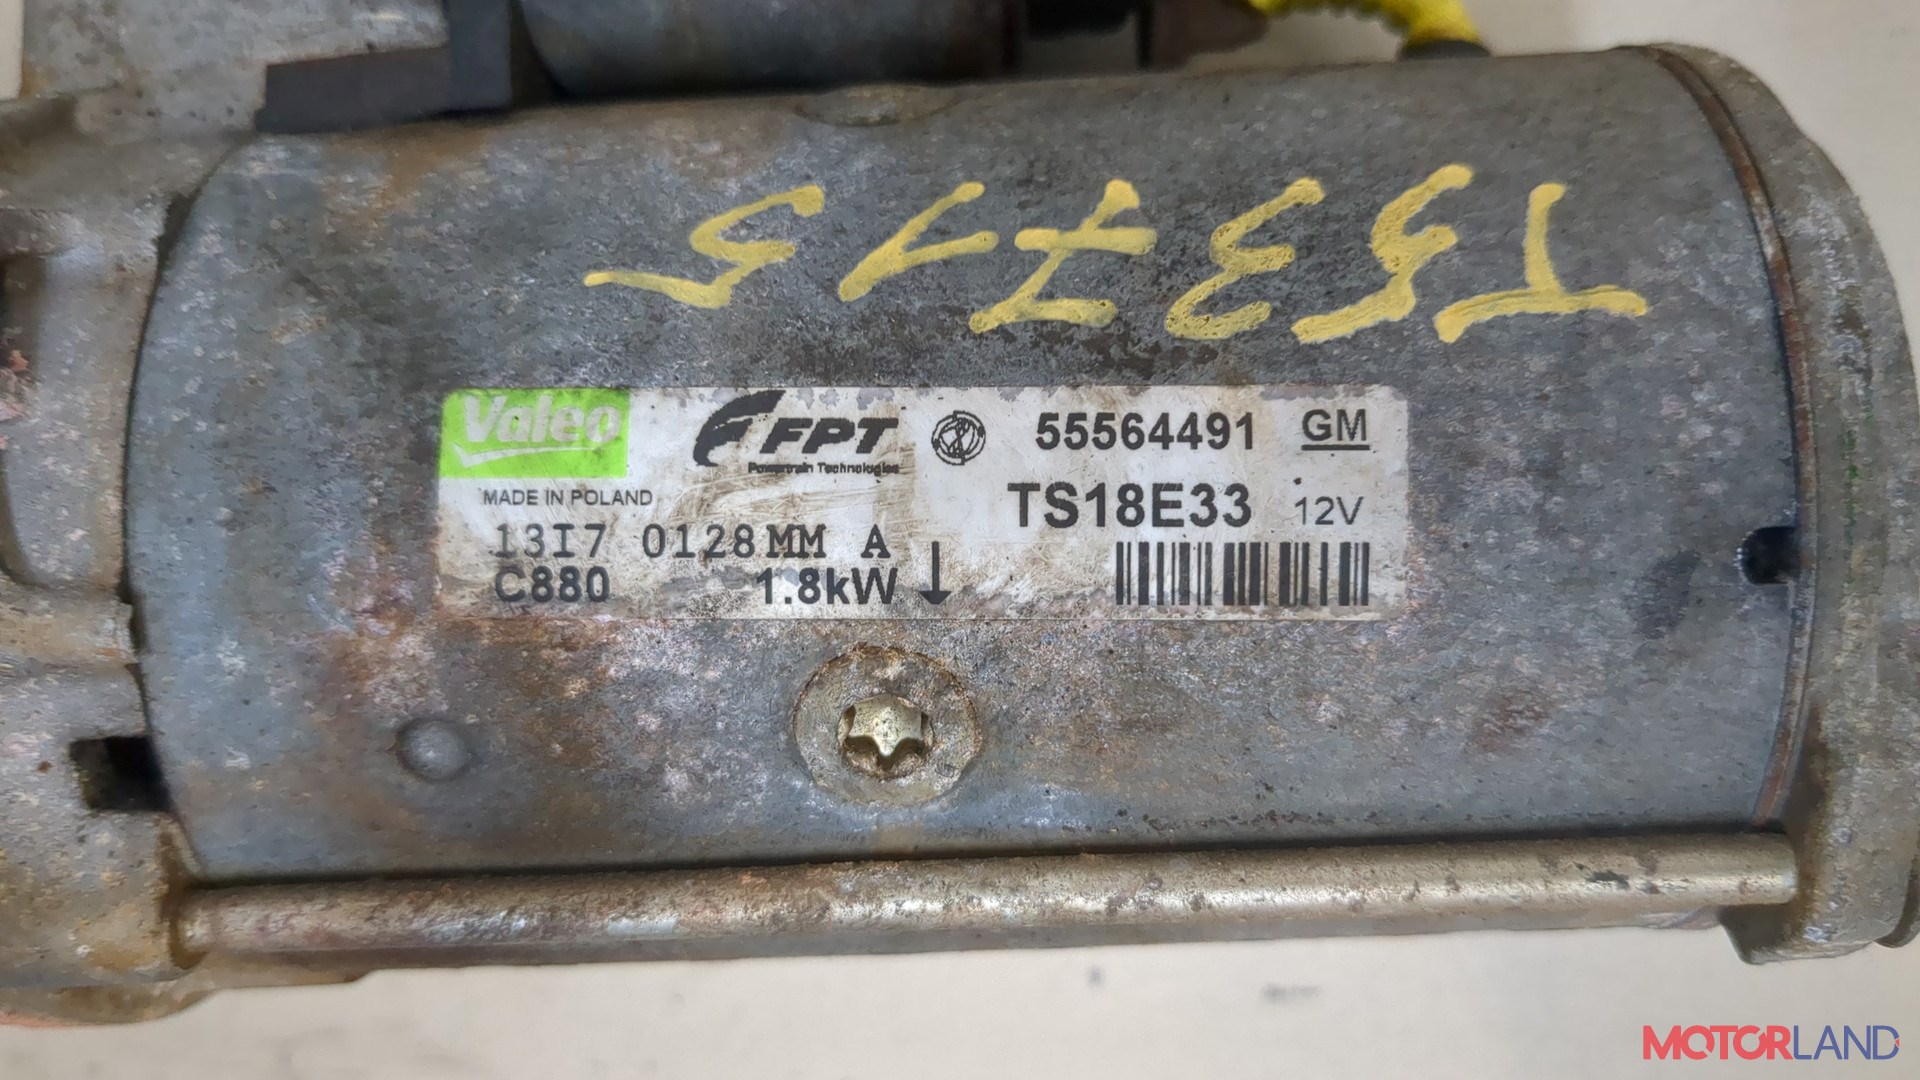 T53715
Valeo
FPT
Powertrain Technologies
55564491 GM
MADE IN POLAND
TS18E33 12V
13I7 0128MM A
C880 1.8kW ↓
MOTORLAND